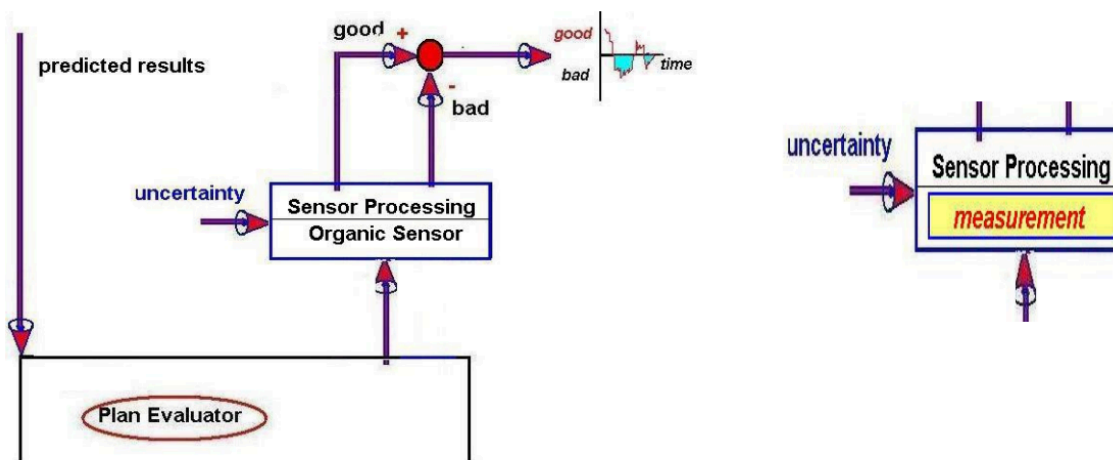 good +
good
predicted results
time
bad
-
bad
uncertainty
Sensor Processing
Organic Sensor
Plan Evaluator
uncertainty
Sensor Processing
measurement